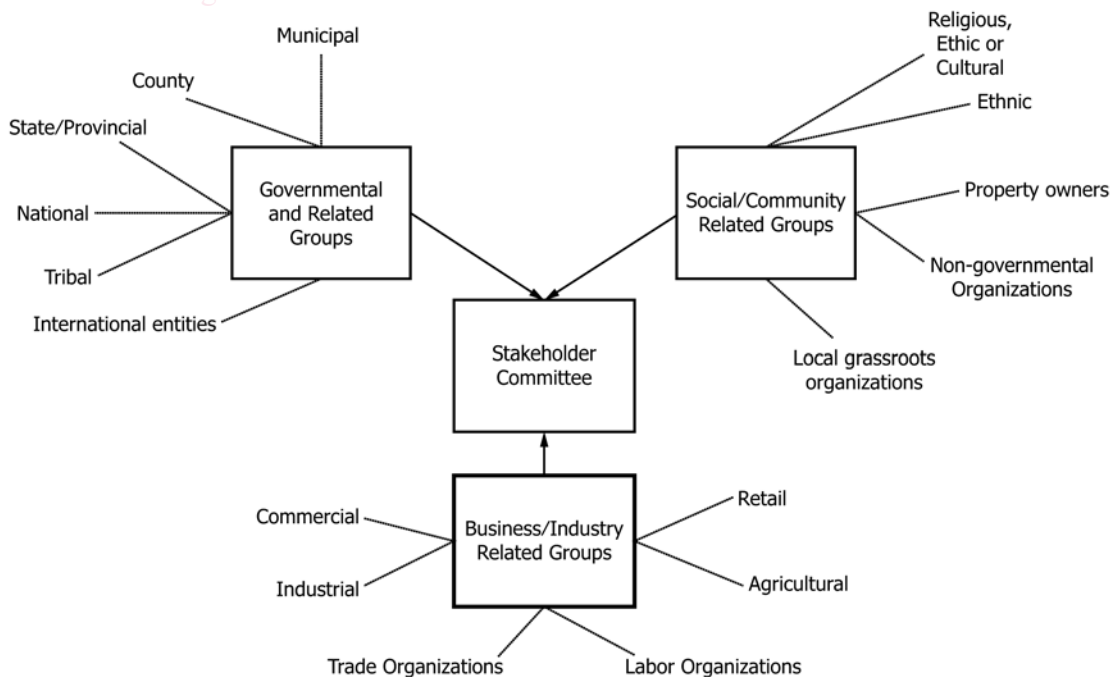 Municipal
County
State/Provincial
National
Tribal
International entities
Governmental
and Related
Groups
Religious,
Ethic or
Cultural
Ethnic
Property owners
Non-governmental
Organizations
Local grassroots
organizations
Social/Community
Related Groups
Stakeholder
Committee
Business/Industry
Related Groups
Commercial
Industrial
Trade Organizations
Labor Organizations
Retail
Agricultural